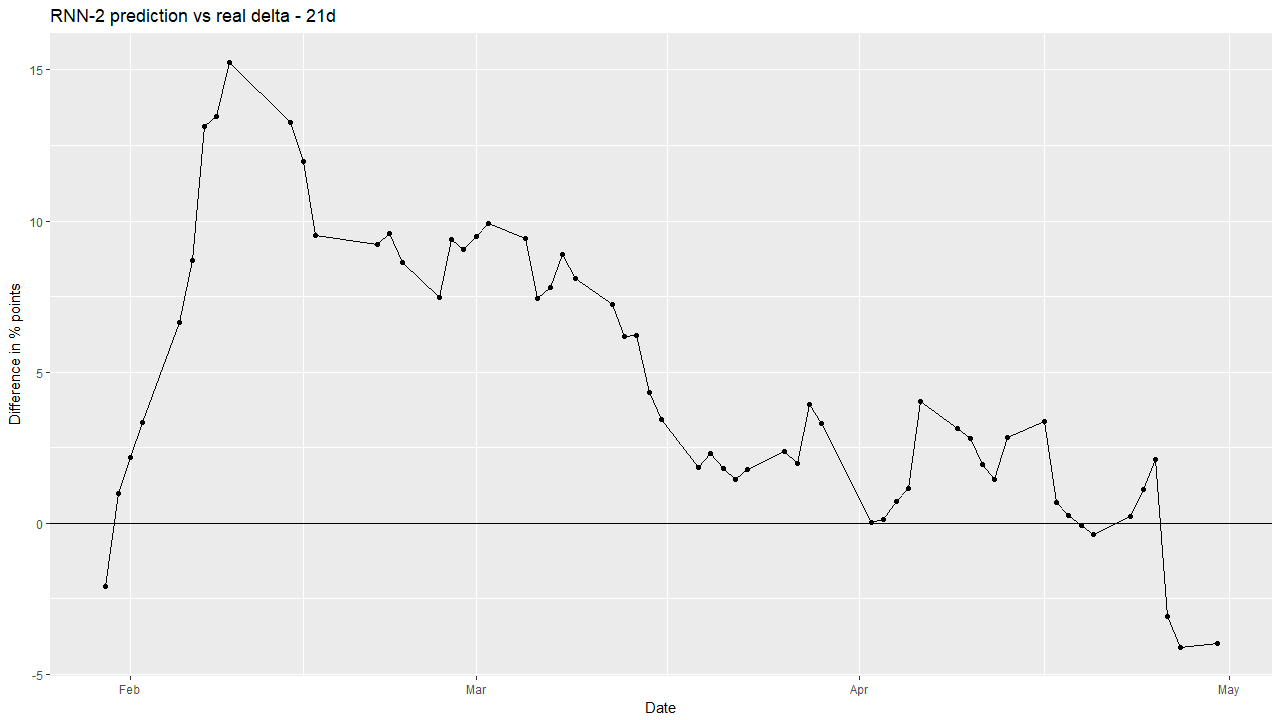 RNN-2 prediction vs real delta - 21d
15
10
5
0
-5
Difference in % points
Feb
Mar
Apr
May
Date